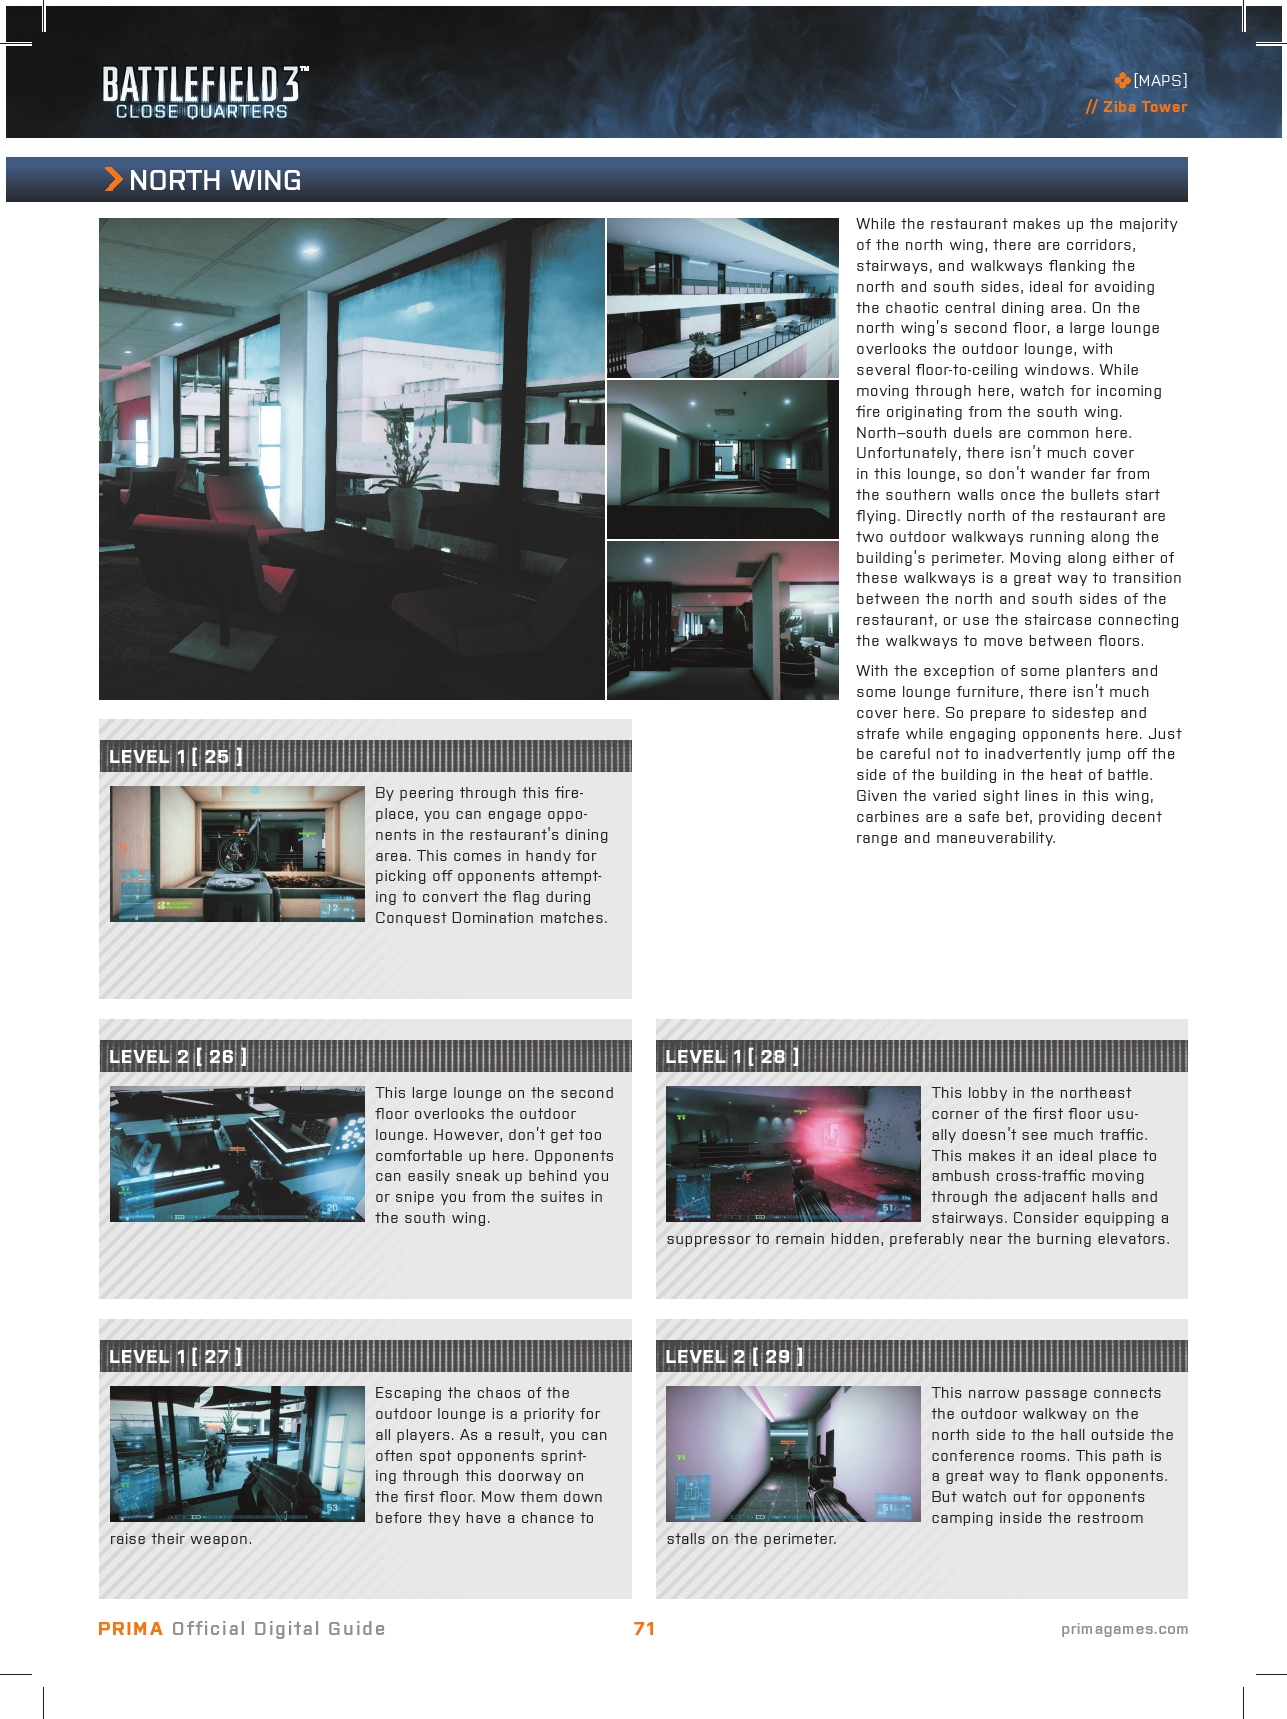 BATTLEFIELD 3™
CLOSE QUARTERS
[MAPS]
// Ziba Tower
NORTH WING
While the restaurant makes up the majority
of the north wing, there are corridors,
stairways, and walkways flanking the
north and south sides, ideal for avoiding
the chaotic central dining area. On the
north wing's second floor, a large lounge
overlooks the outdoor lounge, with
several floor-to-ceiling windows. While
moving through here, watch for incoming
fire originating from the south wing.
North–south duels are common here.
Unfortunately, there isn't much cover
in this lounge, so don't wander far from
the southern walls once the bullets start
flying. Directly north of the restaurant are
two outdoor walkways running along the
building's perimeter. Moving along either of
these walkways is a great way to transition
between the north and south sides of the
restaurant, or use the staircase connecting
the walkways to move between floors.
With the exception of some planters and
some lounge furniture, there isn't much
cover here. So prepare to sidestep and
strafe while engaging opponents here. Just
be careful not to inadvertently jump off the
side of the building in the heat of battle.
Given the varied sight lines in this wing,
carbines are a safe bet, providing decent
range and maneuverability.
LEVEL 1 [ 25 ]
By peering through this fire-
place, you can engage oppo-
nents in the restaurant's dining
area. This comes in handy for
picking off opponents attempt-
ing to convert the flag during
Conquest Domination matches.
12
LEVEL 2 [ 26 ]
This large lounge on the second
floor overlooks the outdoor
lounge. However, don't get too
comfortable up here. Opponents
can easily sneak up behind you
or snipe you from the suites in
the south wing.
20
LEVEL 1 [ 27 ]
Escaping the chaos of the
outdoor lounge is a priority for
all players. As a result, you can
often spot opponents sprint-
ing through this doorway on
the first floor. Mow them down
before they have a chance to
raise their weapon.
53
LEVEL 1 [ 28 ]
This lobby in the northeast
corner of the first floor usu-
ally doesn't see much traffic.
This makes it an ideal place to
ambush cross-traffic moving
through the adjacent halls and
stairways. Consider equipping a
suppressor to remain hidden, preferably near the burning elevators.
51
LEVEL 2 [ 29 ]
This narrow passage connects
the outdoor walkway on the
north side to the hall outside the
conference rooms. This path is
a great way to flank opponents.
But watch out for opponents
camping inside the restroom
stalls on the perimeter.
51
PRIMA Official Digital Guide
71
primagames.com